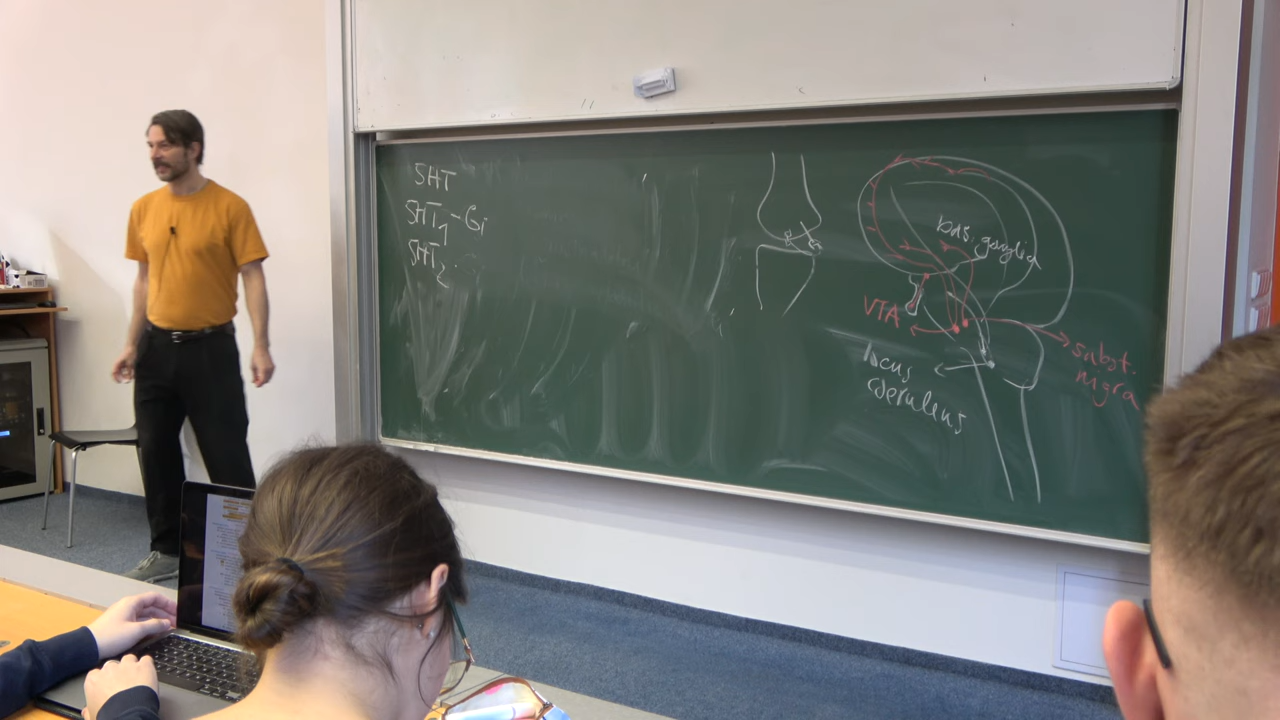 5HT
5HT1-Gi
5HT2.
bas. ganglia
VTA
subst.
nigra
locus
coeruleus